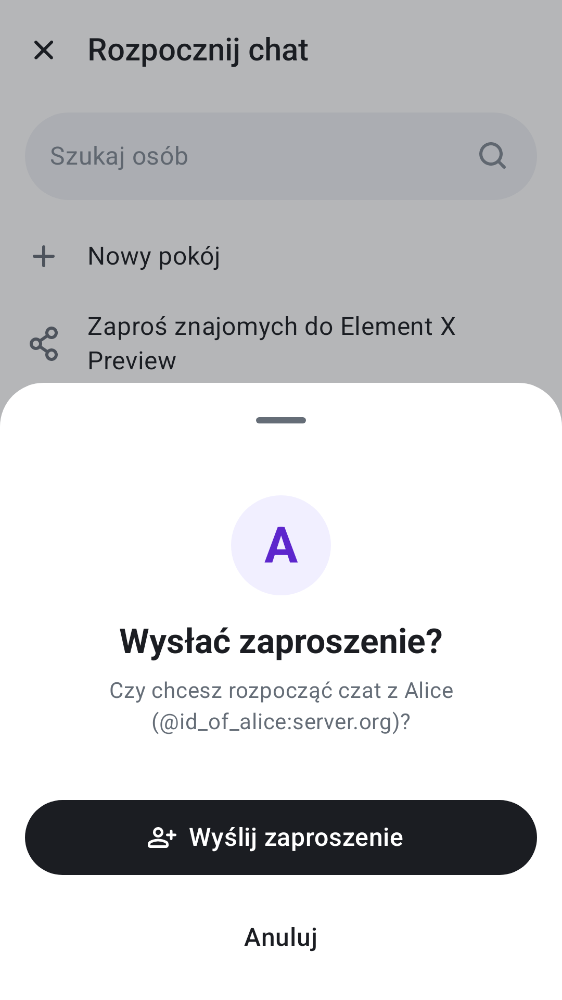 Rozpocznij chat
Szukaj osób
Nowy pokój
Zaproś znajomych do Element X
Preview
A
Wysłać zaproszenie?
Czy chcesz rozpocząć czat z Alice
(@id_of_alice:server.org)?
Wyślij zaproszenie
Anuluj